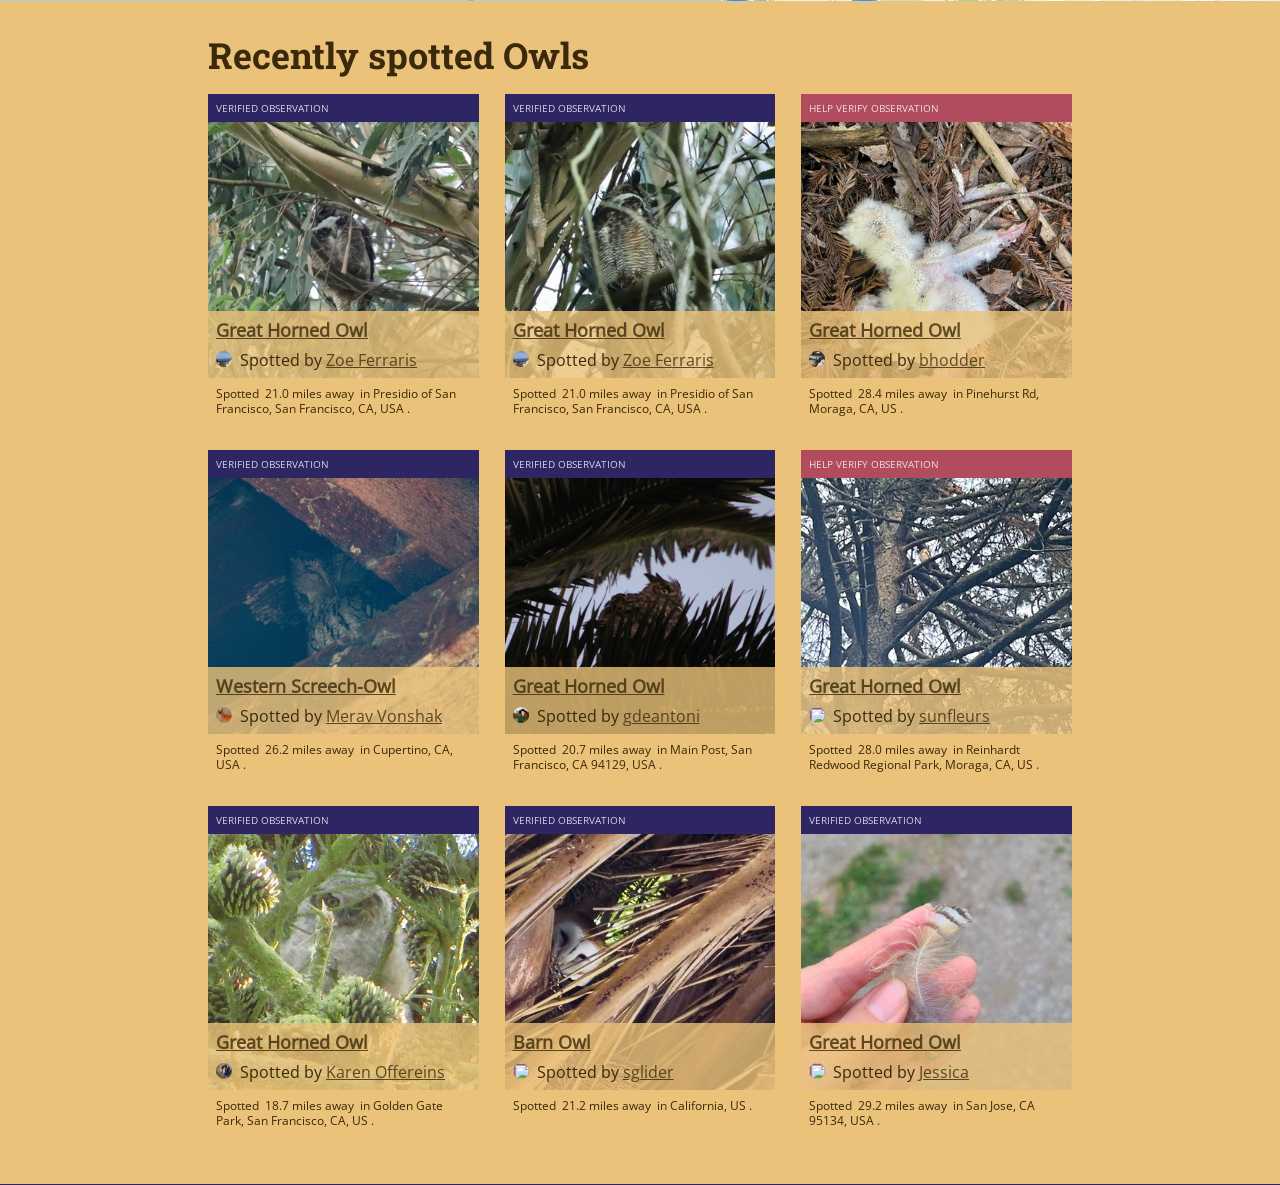 Recently spotted Owls
VERIFIED OBSERVATION
Great Horned Owl
Spotted by Zoe Ferraris
Spotted 21.0 miles away in Presidio of San
Francisco, San Francisco, CA, USA .
VERIFIED OBSERVATION
Great Horned Owl
Spotted by Zoe Ferraris
Spotted 21.0 miles away in Presidio of San
Francisco, San Francisco, CA, USA .
HELP VERIFY OBSERVATION
Great Horned Owl
Spotted by bhodder
Spotted 28.4 miles away in Pinehurst Rd,
Moraga, CA, US .
VERIFIED OBSERVATION
Western Screech-Owl
Spotted by Merav Vonshak
Spotted 26.2 miles away in Cupertino, CA,
USA .
VERIFIED OBSERVATION
Great Horned Owl
Spotted by gdeantoni
Spotted 20.7 miles away in Main Post, San
Francisco, CA 94129, USA .
HELP VERIFY OBSERVATION
Great Horned Owl
Spotted by sunfleurs
Spotted 28.0 miles away in Reinhardt
Redwood Regional Park, Moraga, CA, US .
VERIFIED OBSERVATION
Great Horned Owl
Spotted by Karen Offereins
Spotted 18.7 miles away in Golden Gate
Park, San Francisco, CA, US .
VERIFIED OBSERVATION
Barn Owl
Spotted by sglider
Spotted 21.2 miles away in California, US .
VERIFIED OBSERVATION
Great Horned Owl
Spotted by Jessica
Spotted 29.2 miles away in San Jose, CA
95134, USA .